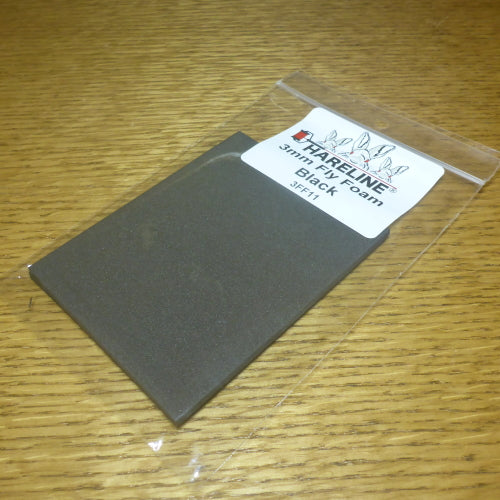 HARELINE
3mm Fly Foam
Black
3FF11